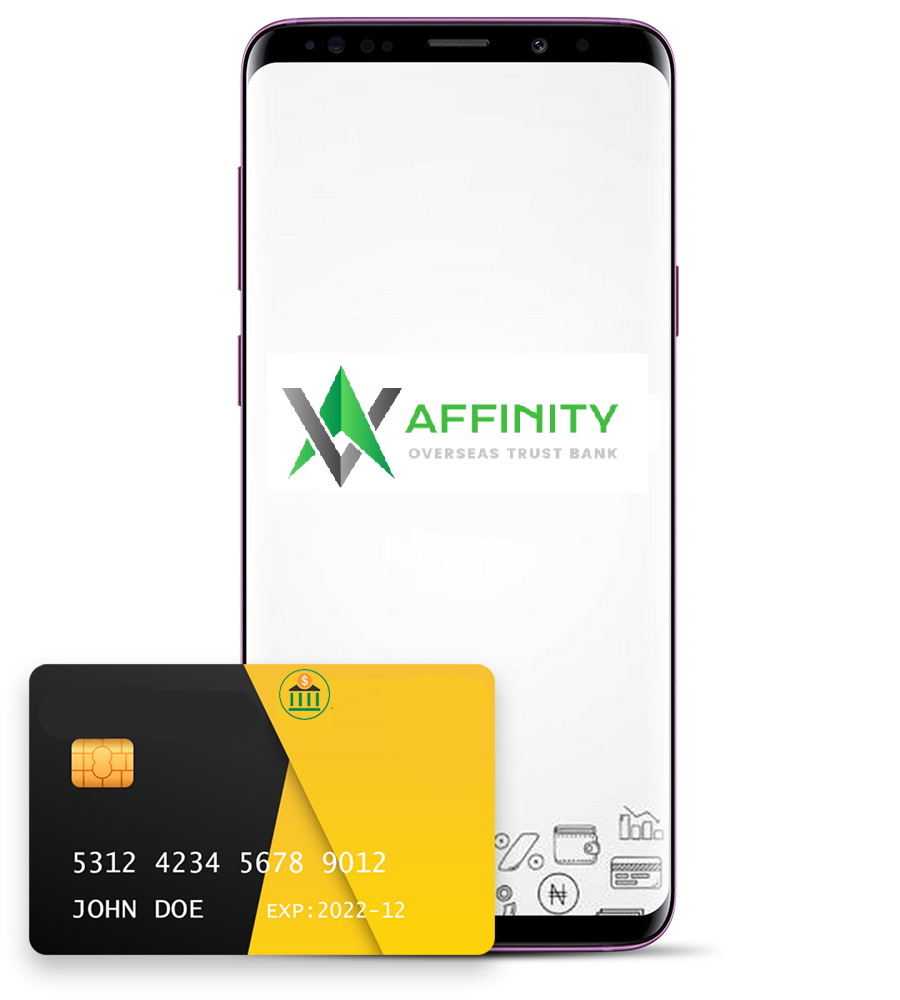 AFFINITY
OVERSEAS TRUST BANK
$
5312 4234 5678 9012
JOHN DOE EXP:2022-12
₦